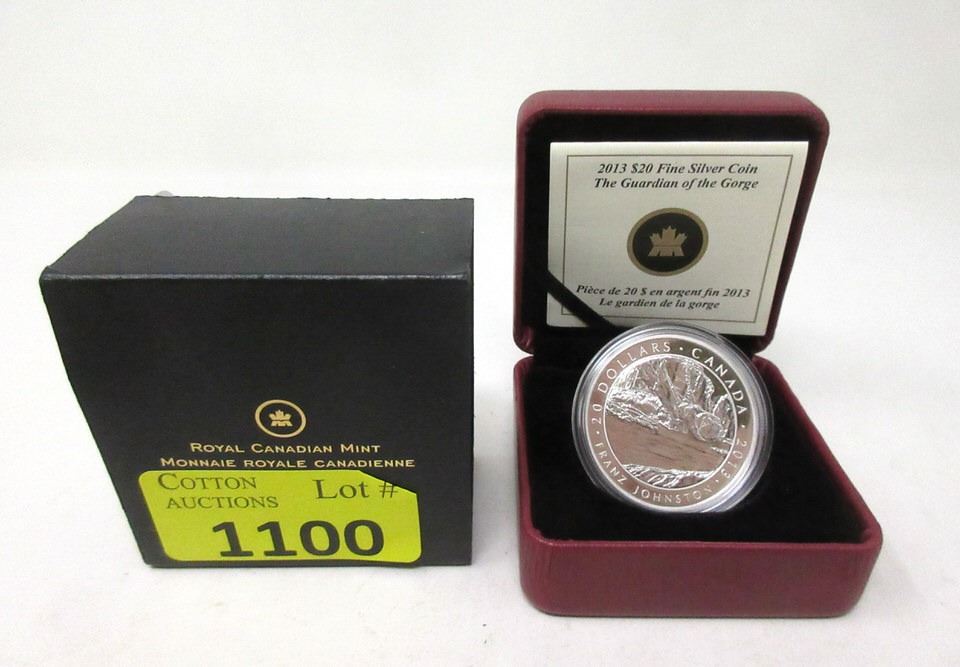 ROYAL CANADIAN MINT
MONNAIE ROYALE CANADIENNE
COTTON AUCTIONS
Lot #
1100
2013 $20 Fine Silver Coin
The Guardian of the Gorge
Pièce de 20 $ en argent fin 2013
Le gardien de la gorge
20 DOLLARS • CANADA • 2013 •
FRANZ JOHNSTON